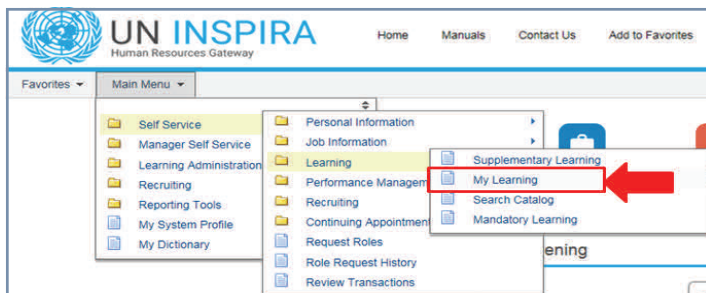 UN INSPIRA
Human Resources Gateway
Home Manuals Contact Us Add to Favorites
Favorites Main Menu
Self Service
Manager Self Service
Learning Administration
Recruiting
Reporting Tools
My System Profile
My Dictionary
Personal Information
Job Information
Learning
Performance Managem
Recruiting
Continuing Appointmen
Request Roles
Role Request History
Review Transactions
Supplementary Learning
My Learning
Search Catalog
Mandatory Learning
ening